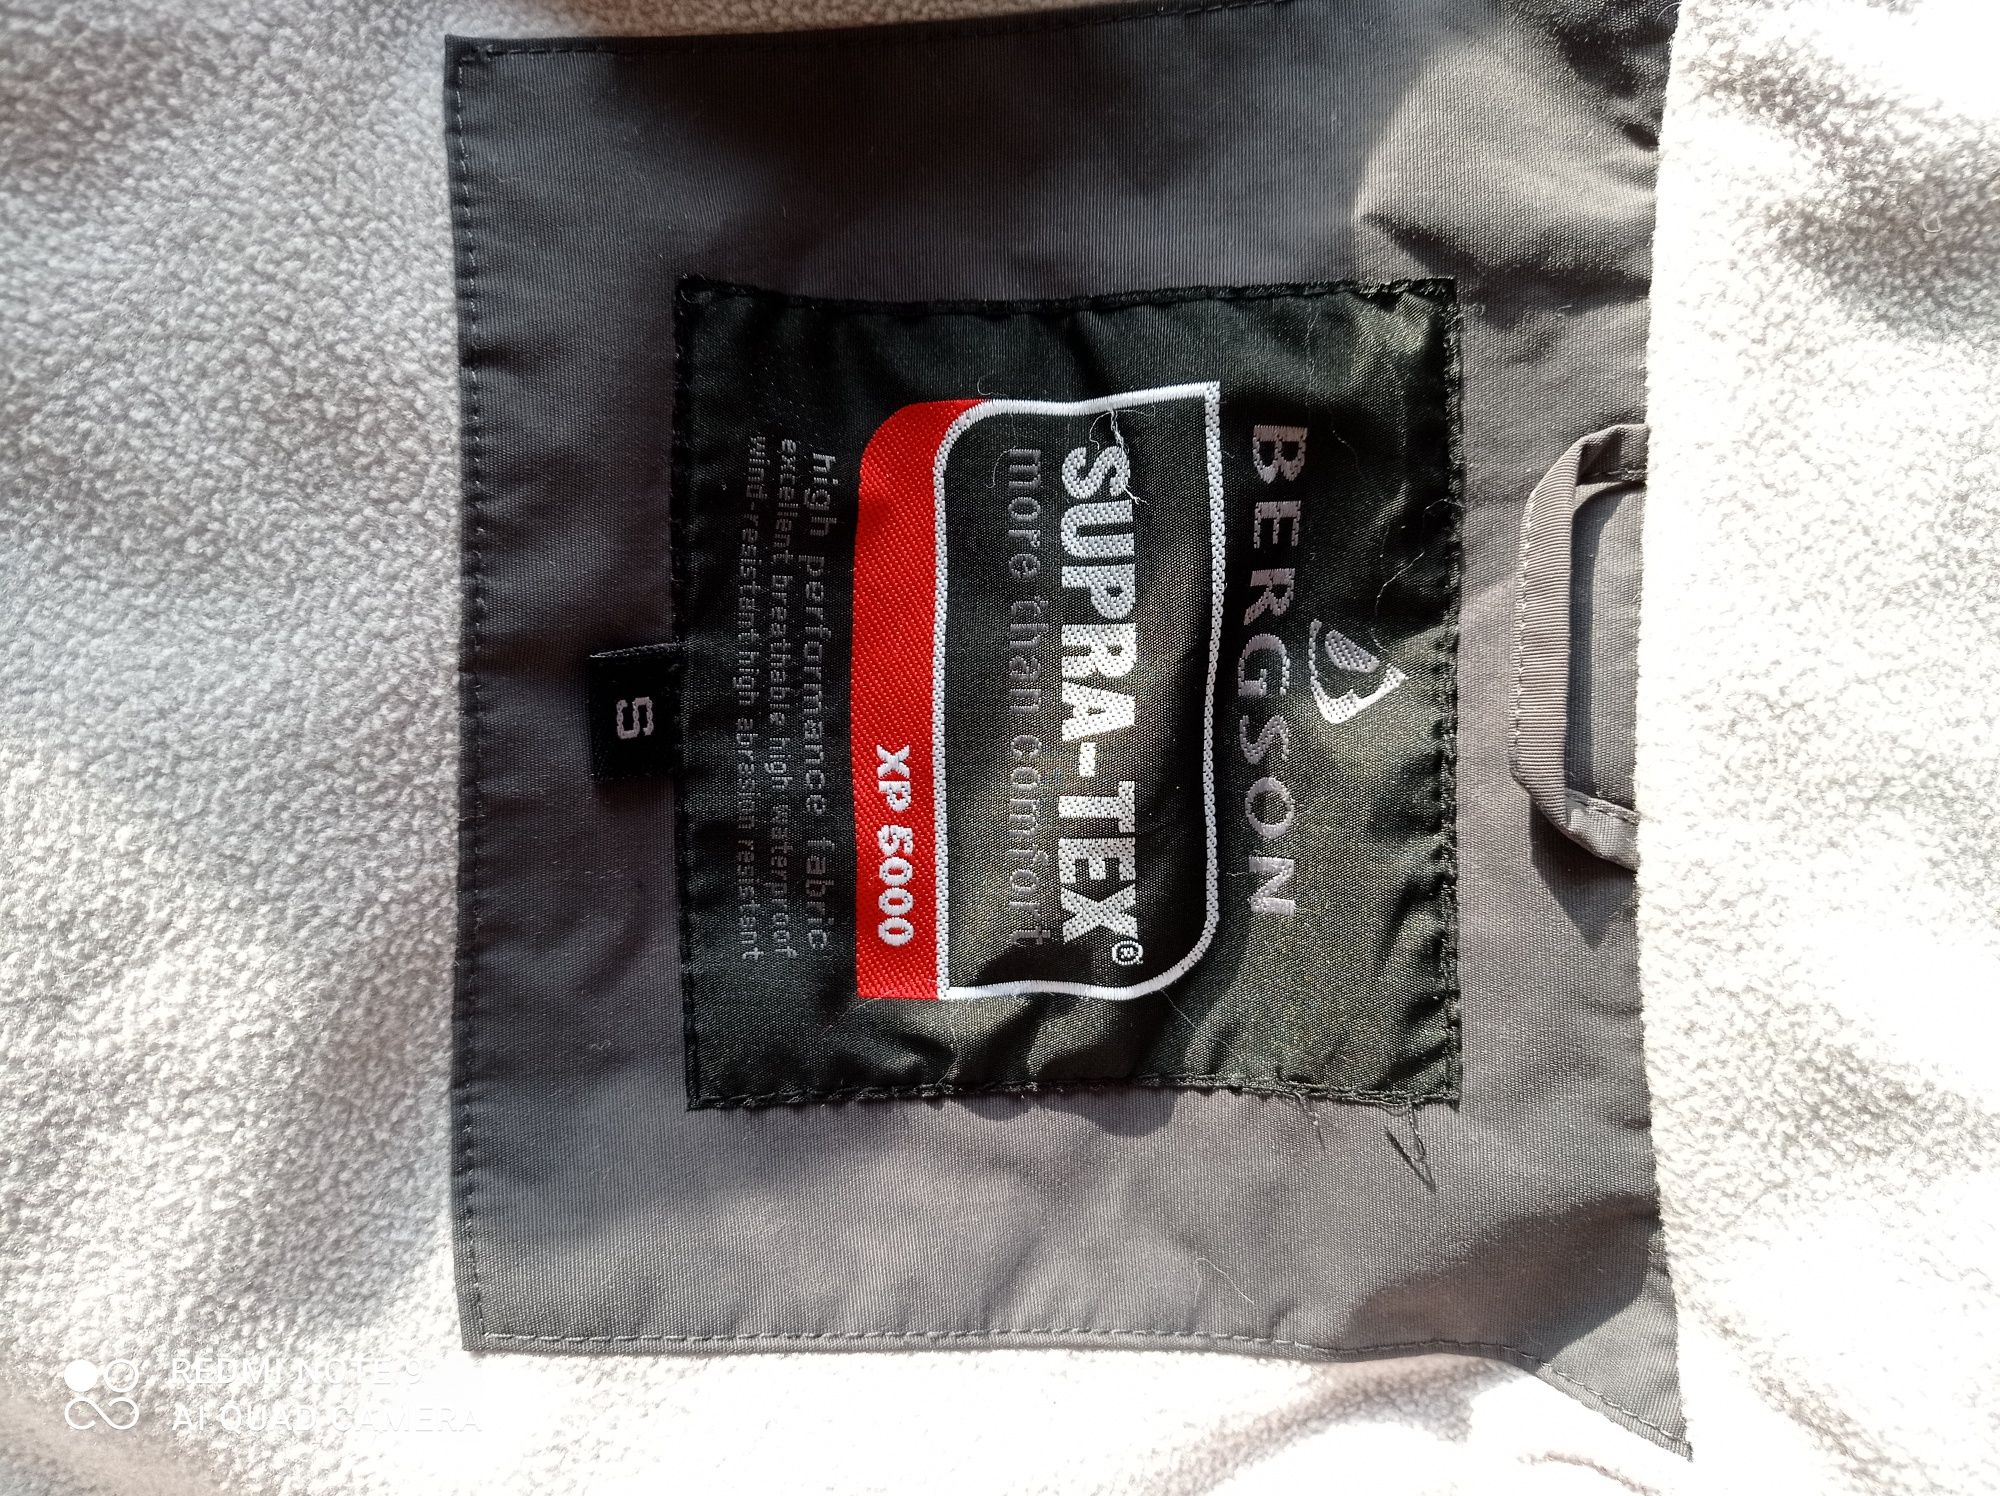 BERGSON
SUPRA-TEX®
more than comfort
XP 5000
high performance fabric
excellent breathable high waterproof
wind-resistant high abrasion resistant
S
REDMI NOTE 9
AI QUAD CAMERA